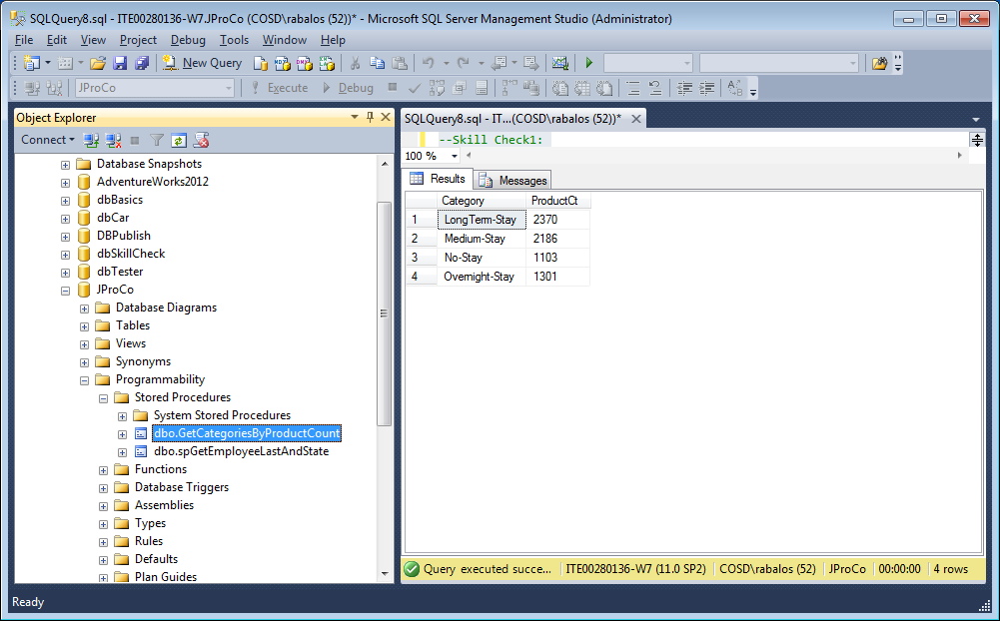 SQLQuery8.sql - ITE00280136-W7.JProCo (COSD\rabalos (52))* - Microsoft SQL Server Management Studio (Administrator)
File Edit View Project Debug Tools Window Help
New Query
JProCo Execute Debug
Object Explorer
Connect
Database Snapshots
AdventureWorks2012
dbBasics
dbCar
DBPublish
dbSkillCheck
dbTester
JProCo
Database Diagrams
Tables
Views
Synonyms
Programmability
Stored Procedures
System Stored Procedures
dbo.GetCategoriesByProductCount
dbo.spGetEmployeeLastAndState
Functions
Database Triggers
Assemblies
Types
Rules
Defaults
Plan Guides
SQLQuery8.sql - IT...(COSD\rabalos (52))*
--Skill Check1:
100 %
Results Messages
Category ProductCt
1 LongTerm-Stay 2370
2 Medium-Stay 2186
3 No-Stay 1103
4 Overnight-Stay 1301
Query executed succe... ITE00280136-W7 (11.0 SP2) COSD\rabalos (52) JProCo 00:00:00 4 rows
Ready